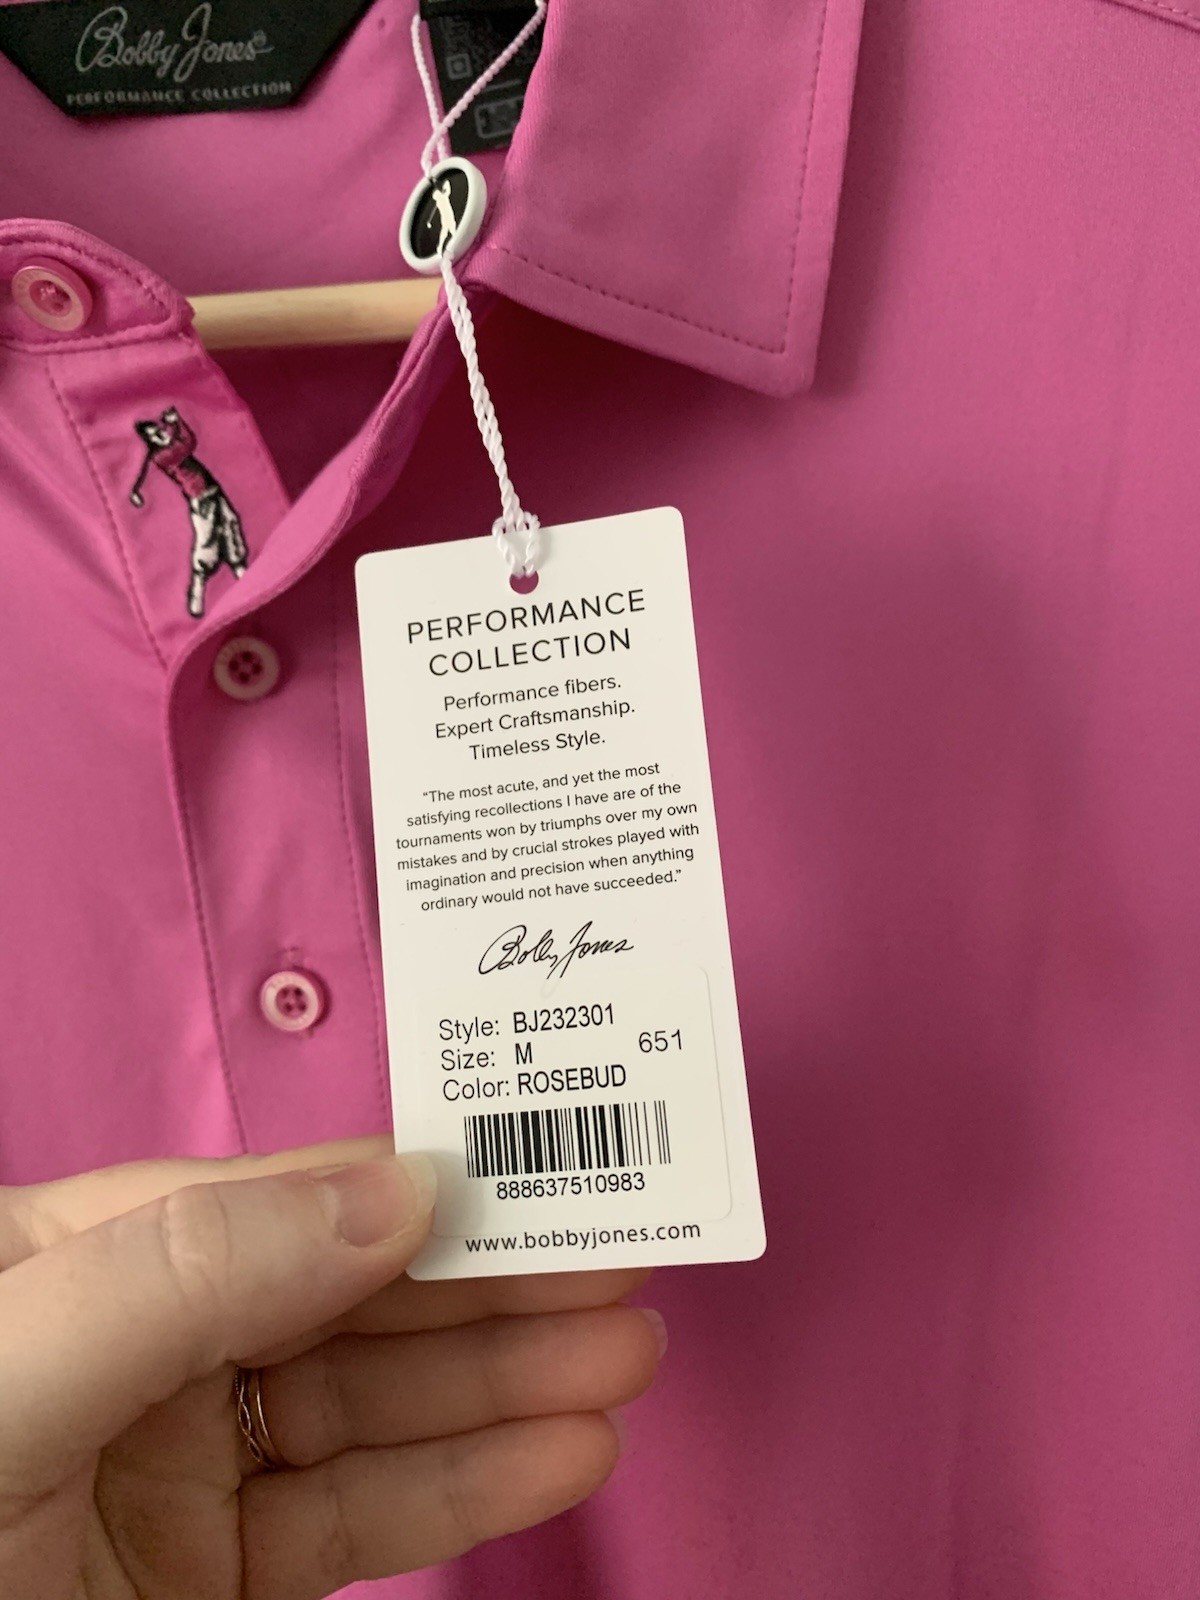 Bobby Jones®
PERFORMANCE COLLECTION
PERFORMANCE
COLLECTION
Performance fibers.
Expert Craftsmanship.
Timeless Style.
“The most acute, and yet the most
satisfying recollections I have are of the
tournaments won by triumphs over my own
mistakes and by crucial strokes played with
imagination and precision when anything
ordinary would not have succeeded.”
Bobby Jones
Style: BJ232301
Size: M 651
Color: ROSEBUD
888637510983
www.bobbyjones.com